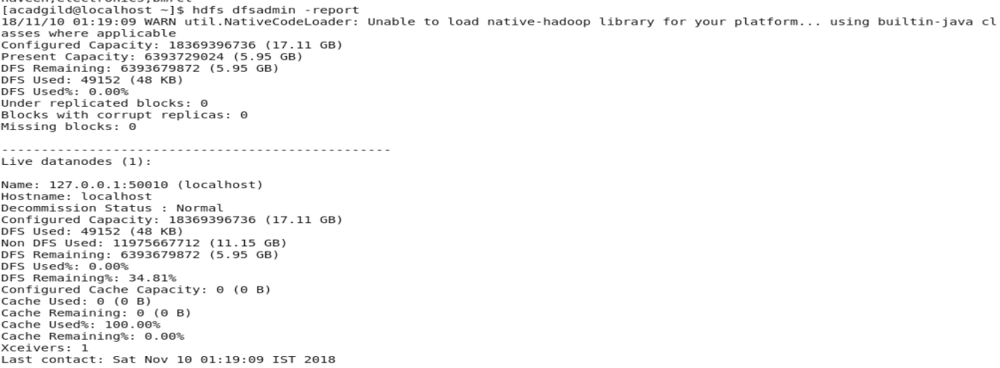 naveen,electronics,bmrcl
[acadgild@localhost ~]$ hdfs dfsadmin -report
18/11/10 01:19:09 WARN util.NativeCodeLoader: Unable to load native-hadoop library for your platform... using builtin-java cl
asses where applicable
Configured Capacity: 18369396736 (17.11 GB)
Present Capacity: 6393729024 (5.95 GB)
DFS Remaining: 6393679872 (5.95 GB)
DFS Used: 49152 (48 KB)
DFS Used%: 0.00%
Under replicated blocks: 0
Blocks with corrupt replicas: 0
Missing blocks: 0
-------------------------------------------------
Live datanodes (1):
Name: 127.0.0.1:50010 (localhost)
Hostname: localhost
Decommission Status : Normal
Configured Capacity: 18369396736 (17.11 GB)
DFS Used: 49152 (48 KB)
Non DFS Used: 11975667712 (11.15 GB)
DFS Remaining: 6393679872 (5.95 GB)
DFS Used%: 0.00%
DFS Remaining%: 34.81%
Configured Cache Capacity: 0 (0 B)
Cache Used: 0 (0 B)
Cache Remaining: 0 (0 B)
Cache Used%: 100.00%
Cache Remaining%: 0.00%
Xceivers: 1
Last contact: Sat Nov 10 01:19:09 IST 2018